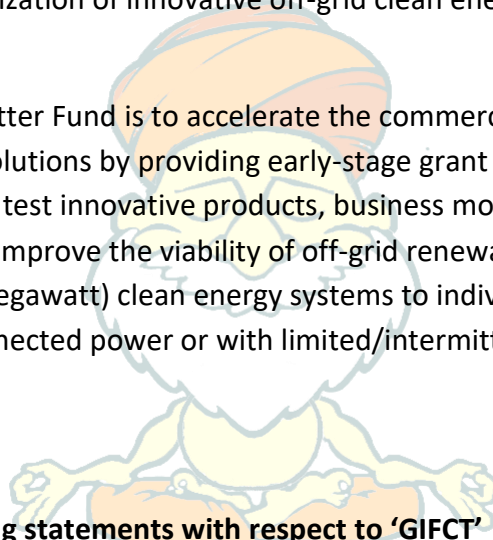 ization of innovative off-grid clean ene
tter Fund is to accelerate the commerc
olutions by providing early-stage grant
test innovative products, business mo
improve the viability of off-grid renewa
egawatt) clean energy systems to indiv
nected power or with limited/intermitt
g statements with respect to ‘GIFCT’